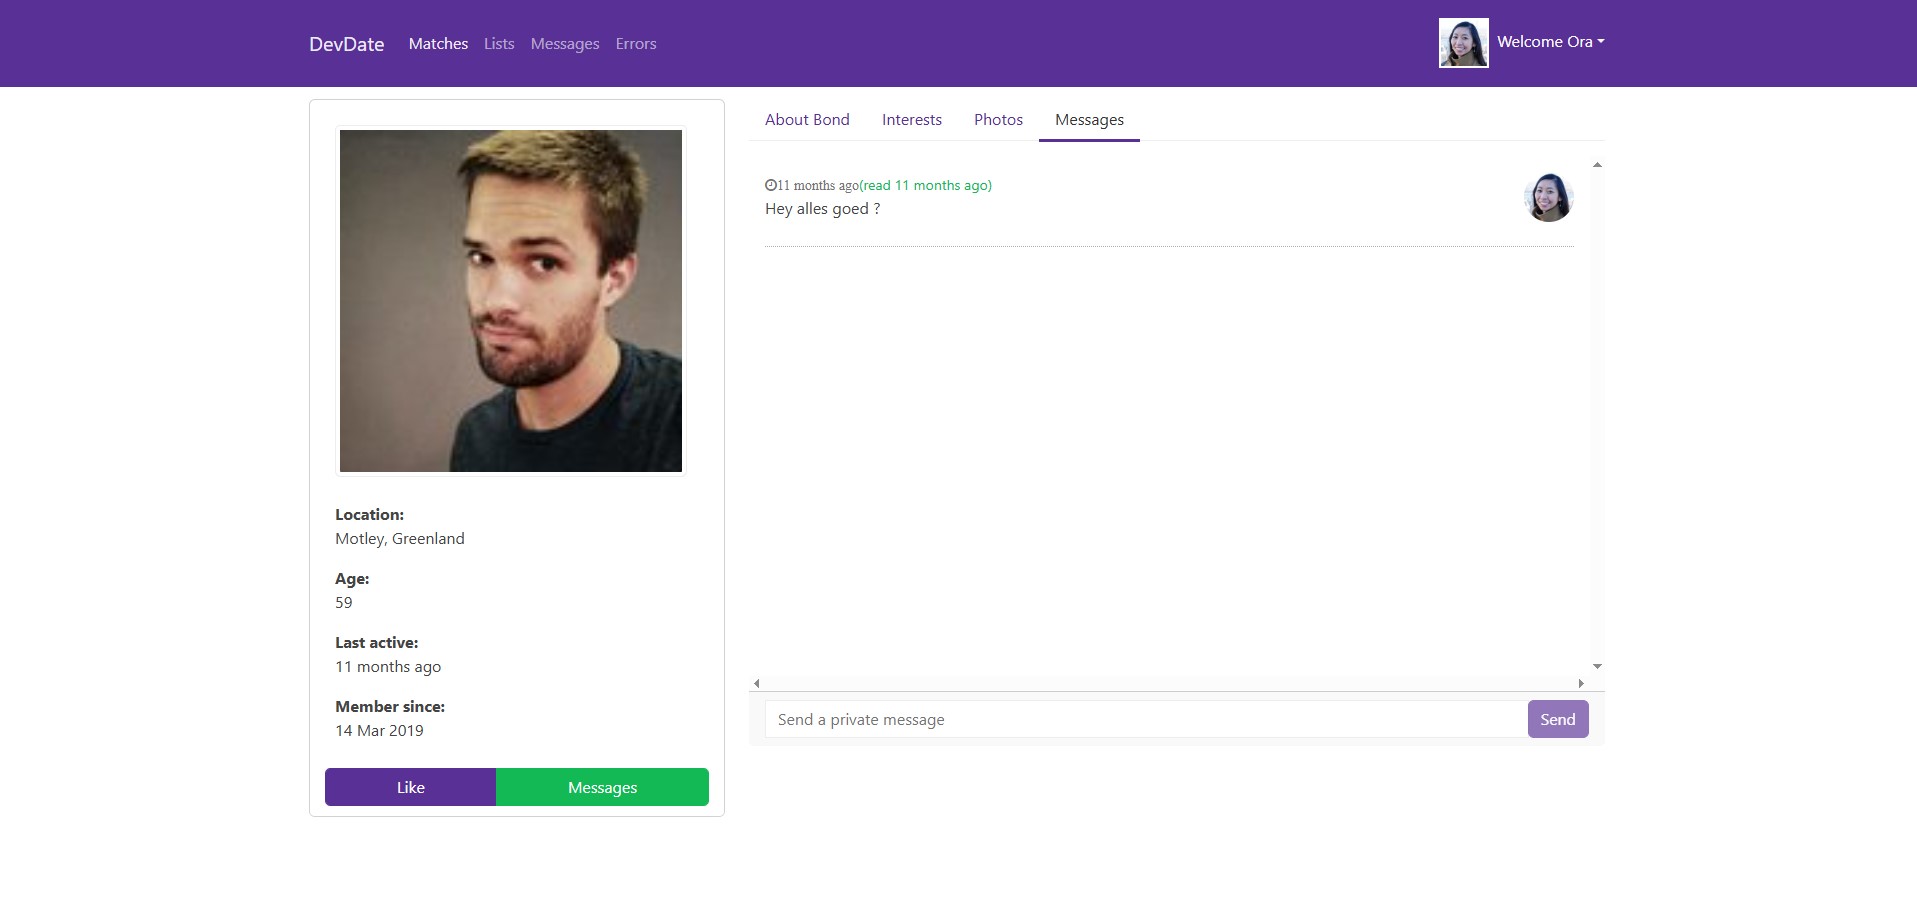 DevDate Matches Lists Messages Errors Welcome Ora
About Bond Interests Photos Messages
11 months ago(read 11 months ago)
Hey alles goed ?
Location:
Motley, Greenland
Age:
59
Last active:
11 months ago
Member since:
14 Mar 2019
Like Messages
Send a private message Send